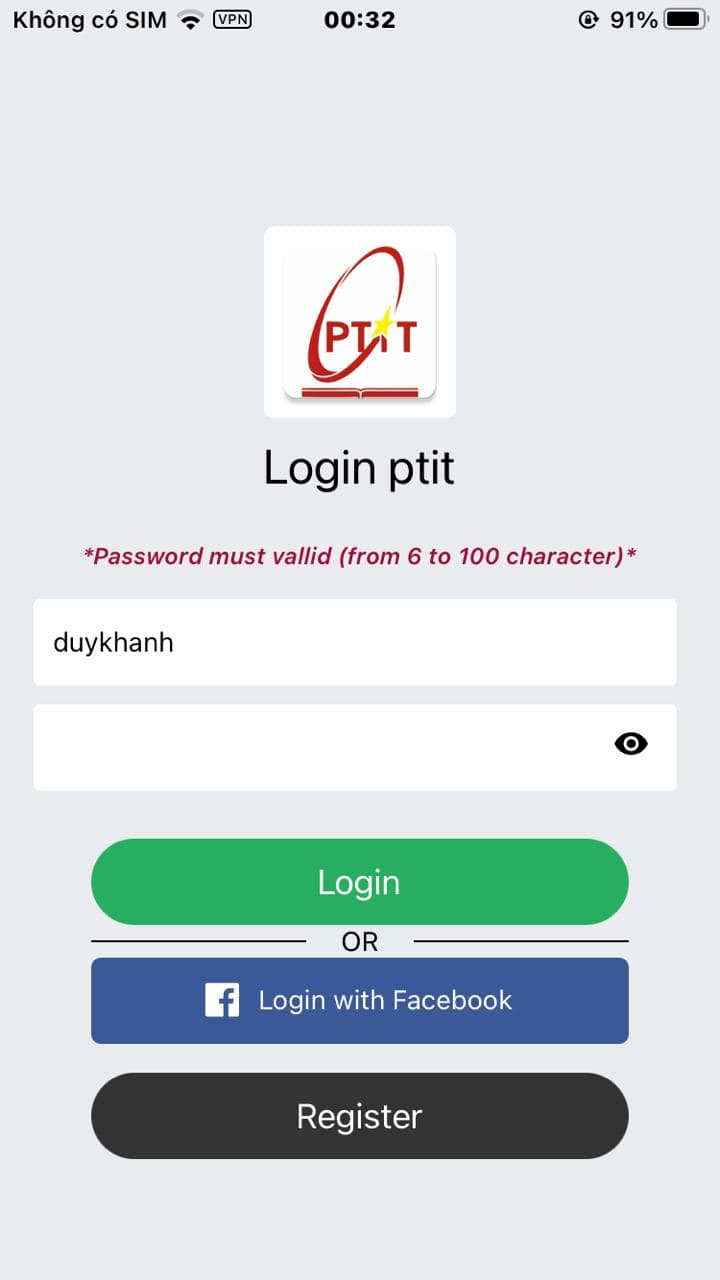 Không có SIM VPN 00:32 91%
PTIT
Login ptit
*Password must vallid (from 6 to 100 character)*
duykhanh
Login
OR
Login with Facebook
Register